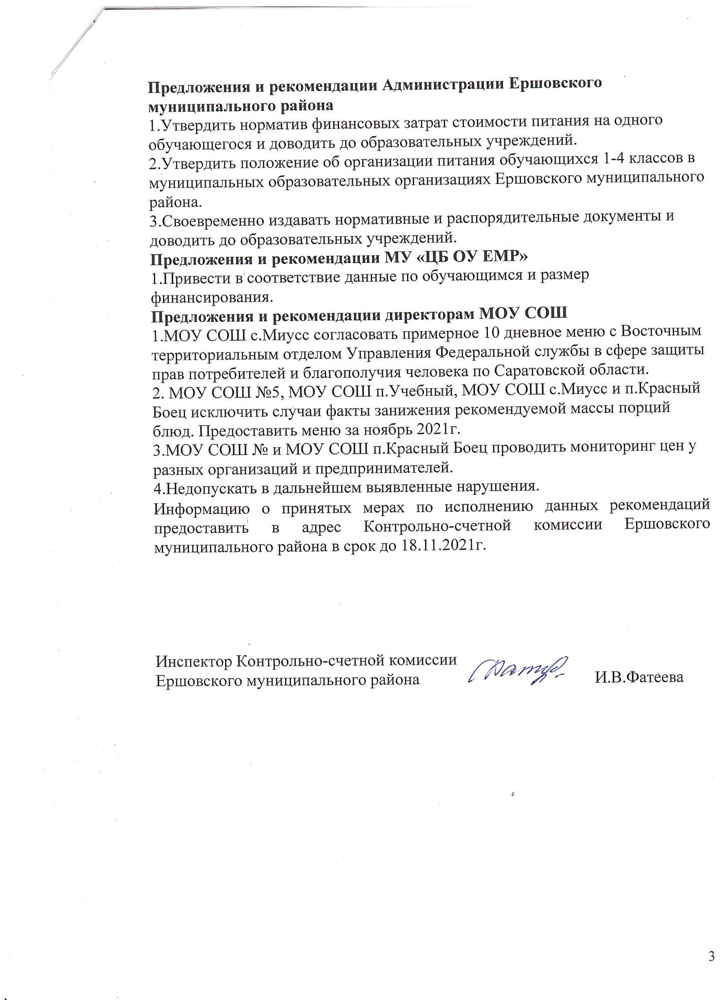 Предложения и рекомендации Администрации Ершовского
муниципального района
1.Утвердить норматив финансовых затрат стоимости питания на одного
обучающегося и доводить до образовательных учреждений.
2.Утвердить положение об организации питания обучающихся 1-4 классов в
муниципальных образовательных организациях Ершовского муниципального
района.
3.Своевременно издавать нормативные и распорядительные документы и
доводить до образовательных учреждений.
Предложения и рекомендации МУ «ЦБ ОУ ЕМР»
1.Привести в соответствие данные по обучающимся и размер
финансирования.
Предложения и рекомендации директорам МОУ СОШ
1.МОУ СОШ с.Миусс согласовать примерное 10 дневное меню с Восточным
территориальным отделом Управления Федеральной службы в сфере защиты
прав потребителей и благополучия человека по Саратовской области.
2. МОУ СОШ №5, МОУ СОШ п.Учебный, МОУ СОШ с.Миусс и п.Красный
Боец исключить случаи факты занижения рекомендуемой массы порций
блюд. Предоставить меню за ноябрь 2021г.
3.МОУ СОШ № и МОУ СОШ п.Красный Боец проводить мониторинг цен у
разных организаций и предпринимателей.
4.Недопускать в дальнейшем выявленные нарушения.
Информацию о принятых мерах по исполнению данных рекомендаций
предоставить в адрес Контрольно-счетной комиссии Ершовского
муниципального района в срок до 18.11.2021г.
Инспектор Контрольно-счетной комиссии
Ершовского муниципального района И.В.Фатеева
3